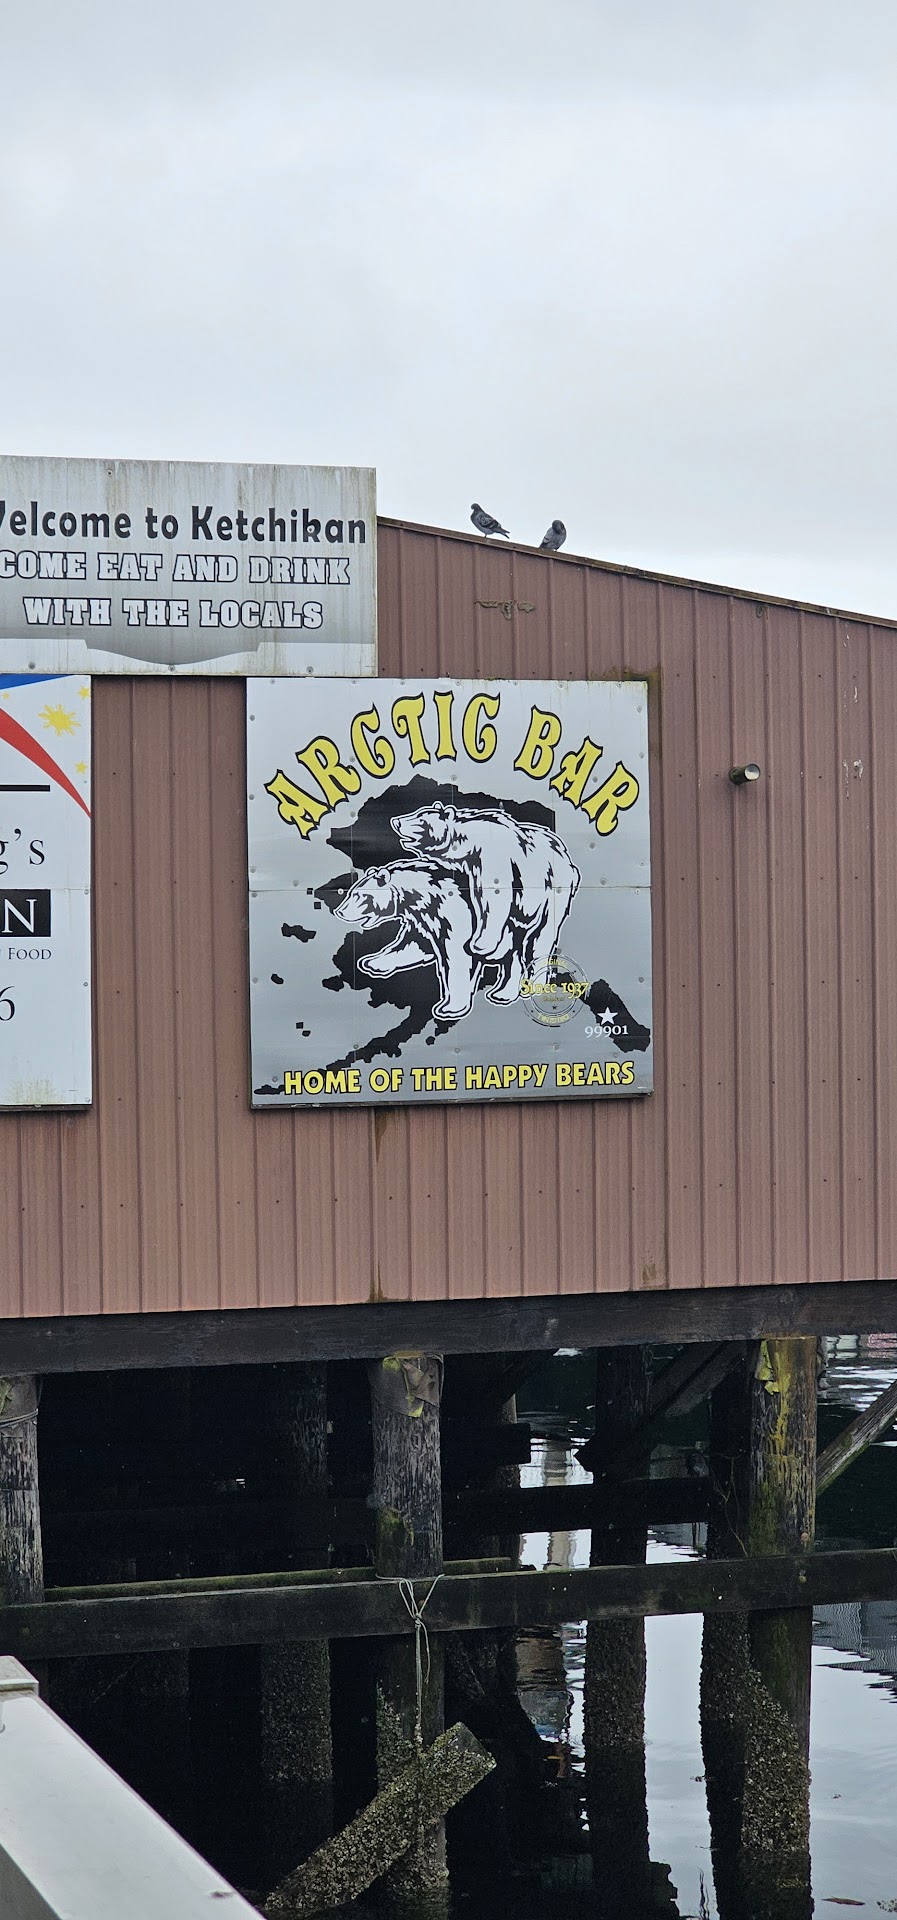 Welcome to Ketchikan
COME EAT AND DRINK
WITH THE LOCALS
g's
N
FOOD
6
ARCTIC BAR
Since 1937
99901
HOME OF THE HAPPY BEARS